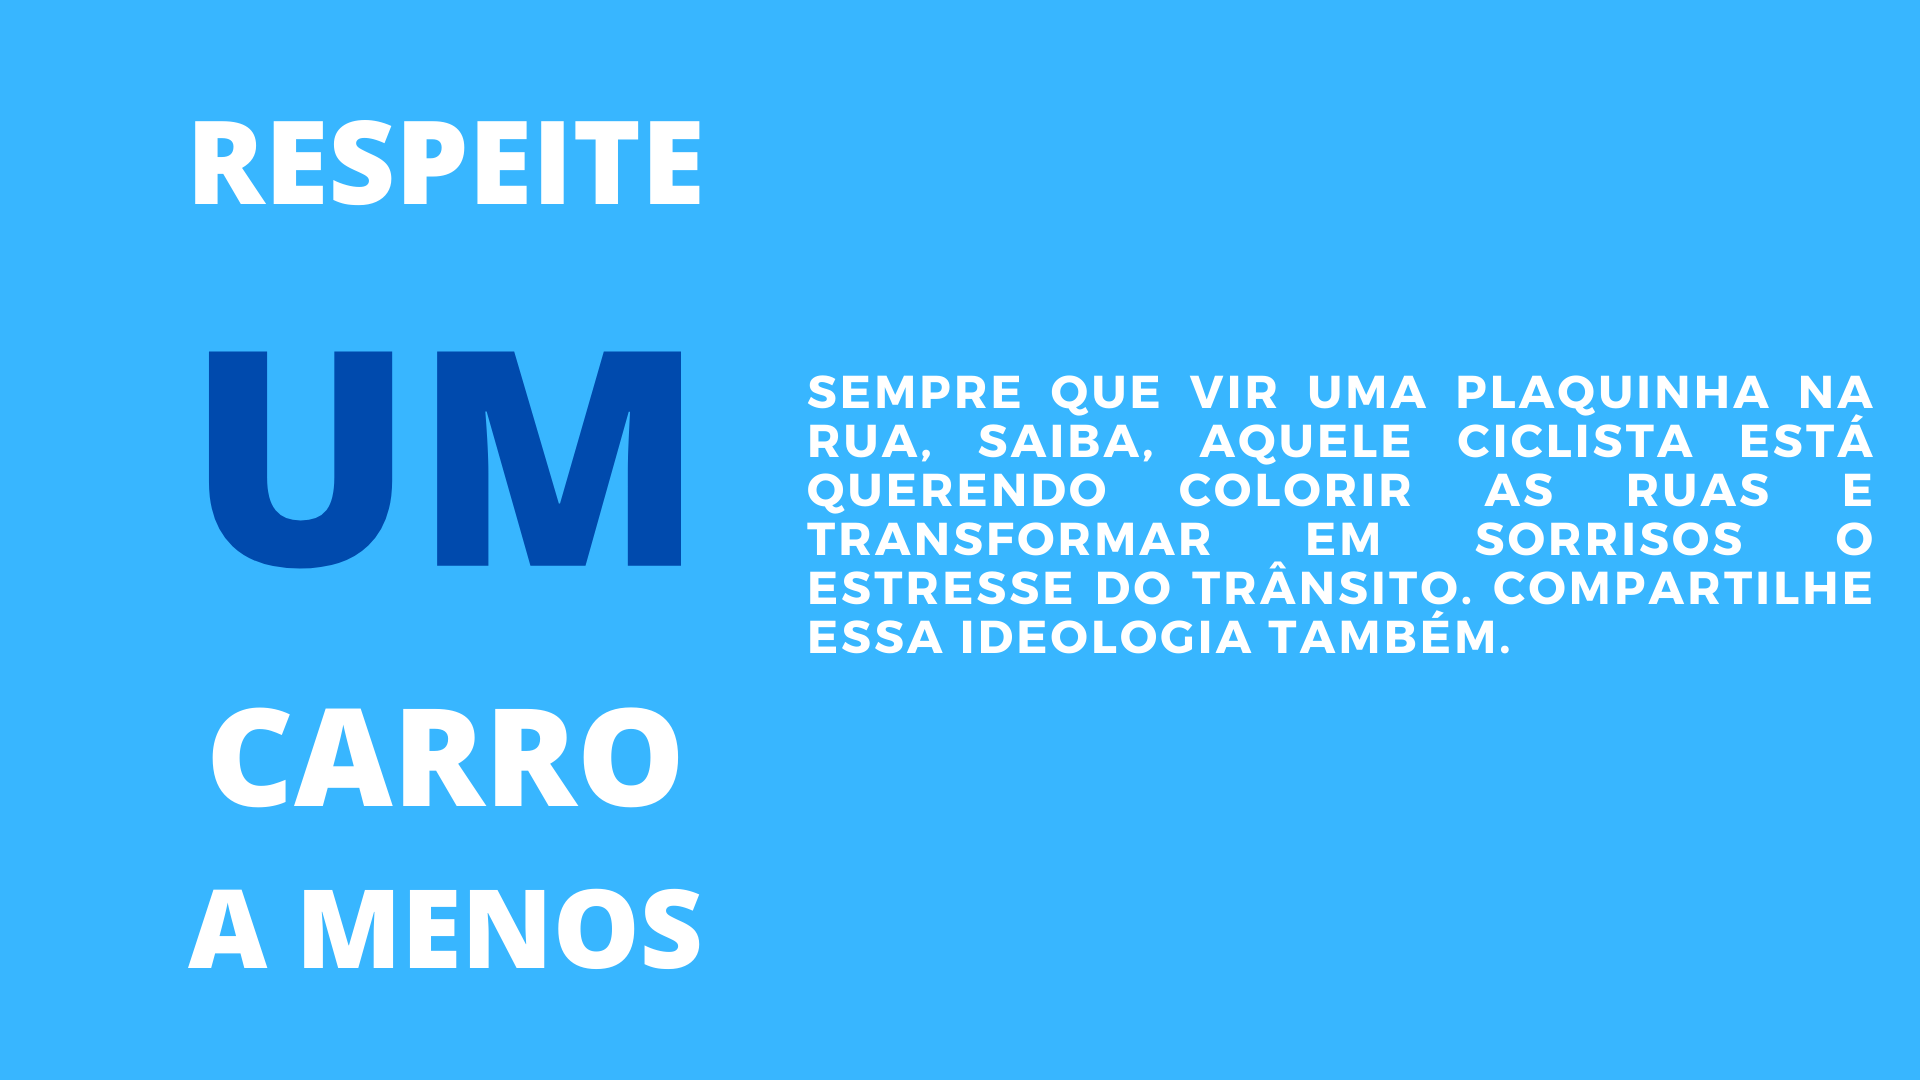 RESPEITE
UM
CARRO
A MENOS
SEMPRE QUE VIR UMA PLAQUINHA NA
RUA, SAIBA, AQUELE CICLISTA ESTÁ
QUERENDO COLORIR AS RUAS E
TRANSFORMAR EM SORRISOS O
ESTRESSE DO TRÂNSITO. COMPARTILHE
ESSA IDEOLOGIA TAMBÉM.